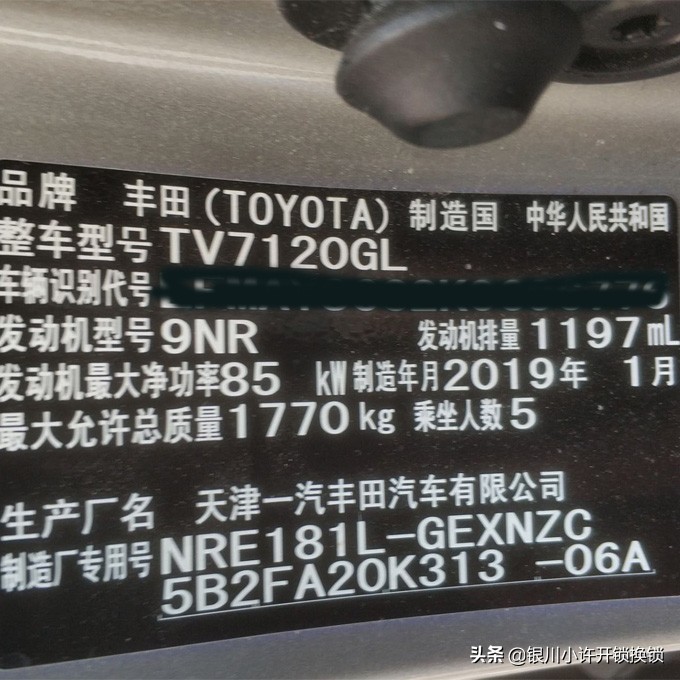 品牌 丰田(TOYOTA) 制造国 中华人民共和国
整车型号 TV7120GL
车辆识别代号
发动机型号 9NR 发动机排量 1197 mL
发动机最大净功率 85 kW 制造年月 2019年 1月
最大允许总质量 1770 kg 乘坐人数 5
生产厂名 天津一汽丰田汽车有限公司
制造厂专用号 NRE181L-GEXNZC
5B2FA20K313 -06A
头条 @银川小许开锁换锁